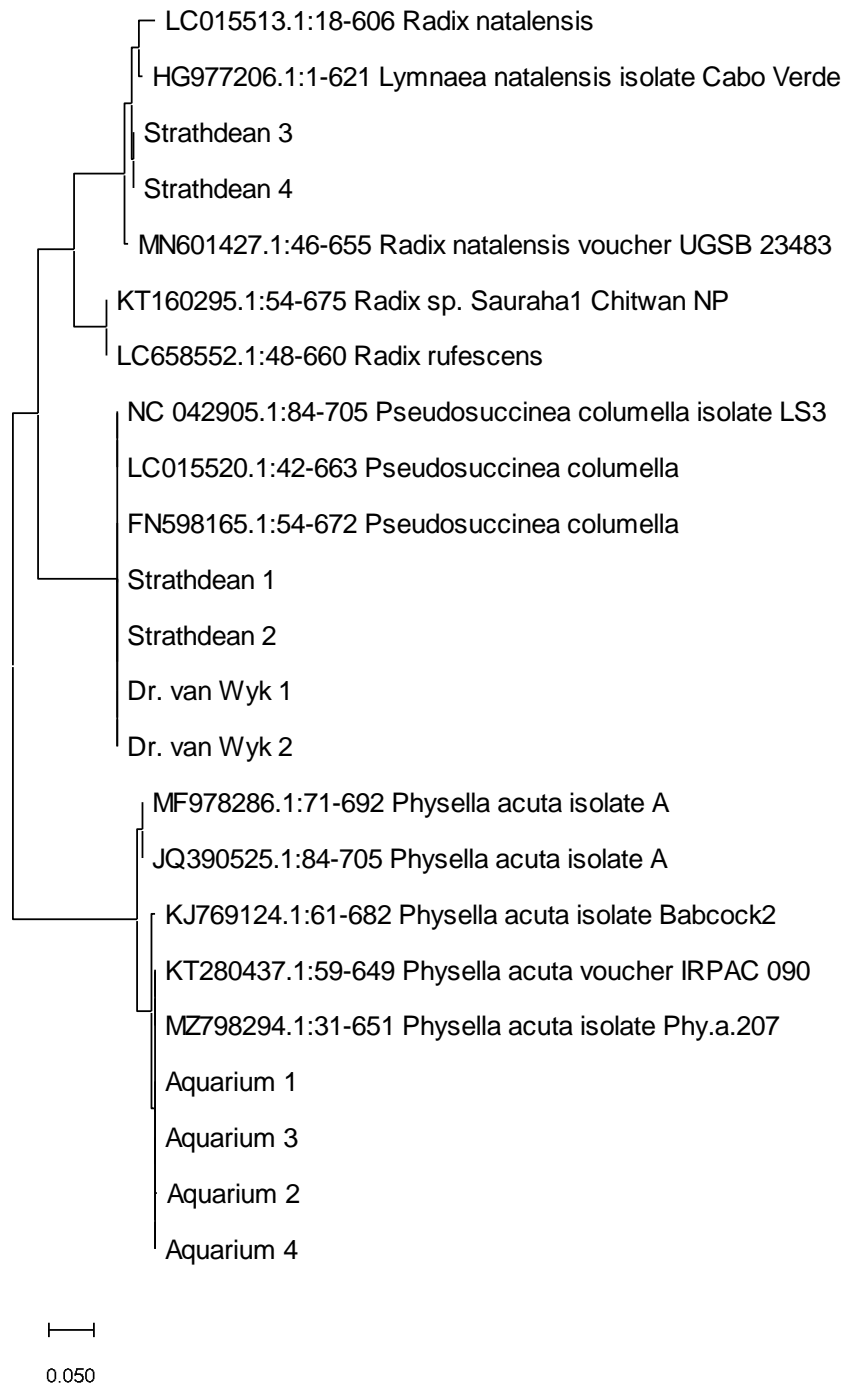 LC015513.1:18-606 Radix natalensis
HG977206.1:1-621 Lymnaea natalensis isolate Cabo Verde
Strathdean 3
Strathdean 4
MN601427.1:46-655 Radix natalensis voucher UGSB 23483
KT160295.1:54-675 Radix sp. Sauraha1 Chitwan NP
LC658552.1:48-660 Radix rufescens
NC 042905.1:84-705 Pseudosuccinea columella isolate LS3
LC015520.1:42-663 Pseudosuccinea columella
FN598165.1:54-672 Pseudosuccinea columella
Strathdean 1
Strathdean 2
Dr. van Wyk 1
Dr. van Wyk 2
MF978286.1:71-692 Physella acuta isolate A
JQ390525.1:84-705 Physella acuta isolate A
KJ769124.1:61-682 Physella acuta isolate Babcock2
KT280437.1:59-649 Physella acuta voucher IRPAC 090
MZ798294.1:31-651 Physella acuta isolate Phy.a.207
Aquarium 1
Aquarium 3
Aquarium 2
Aquarium 4
0.050